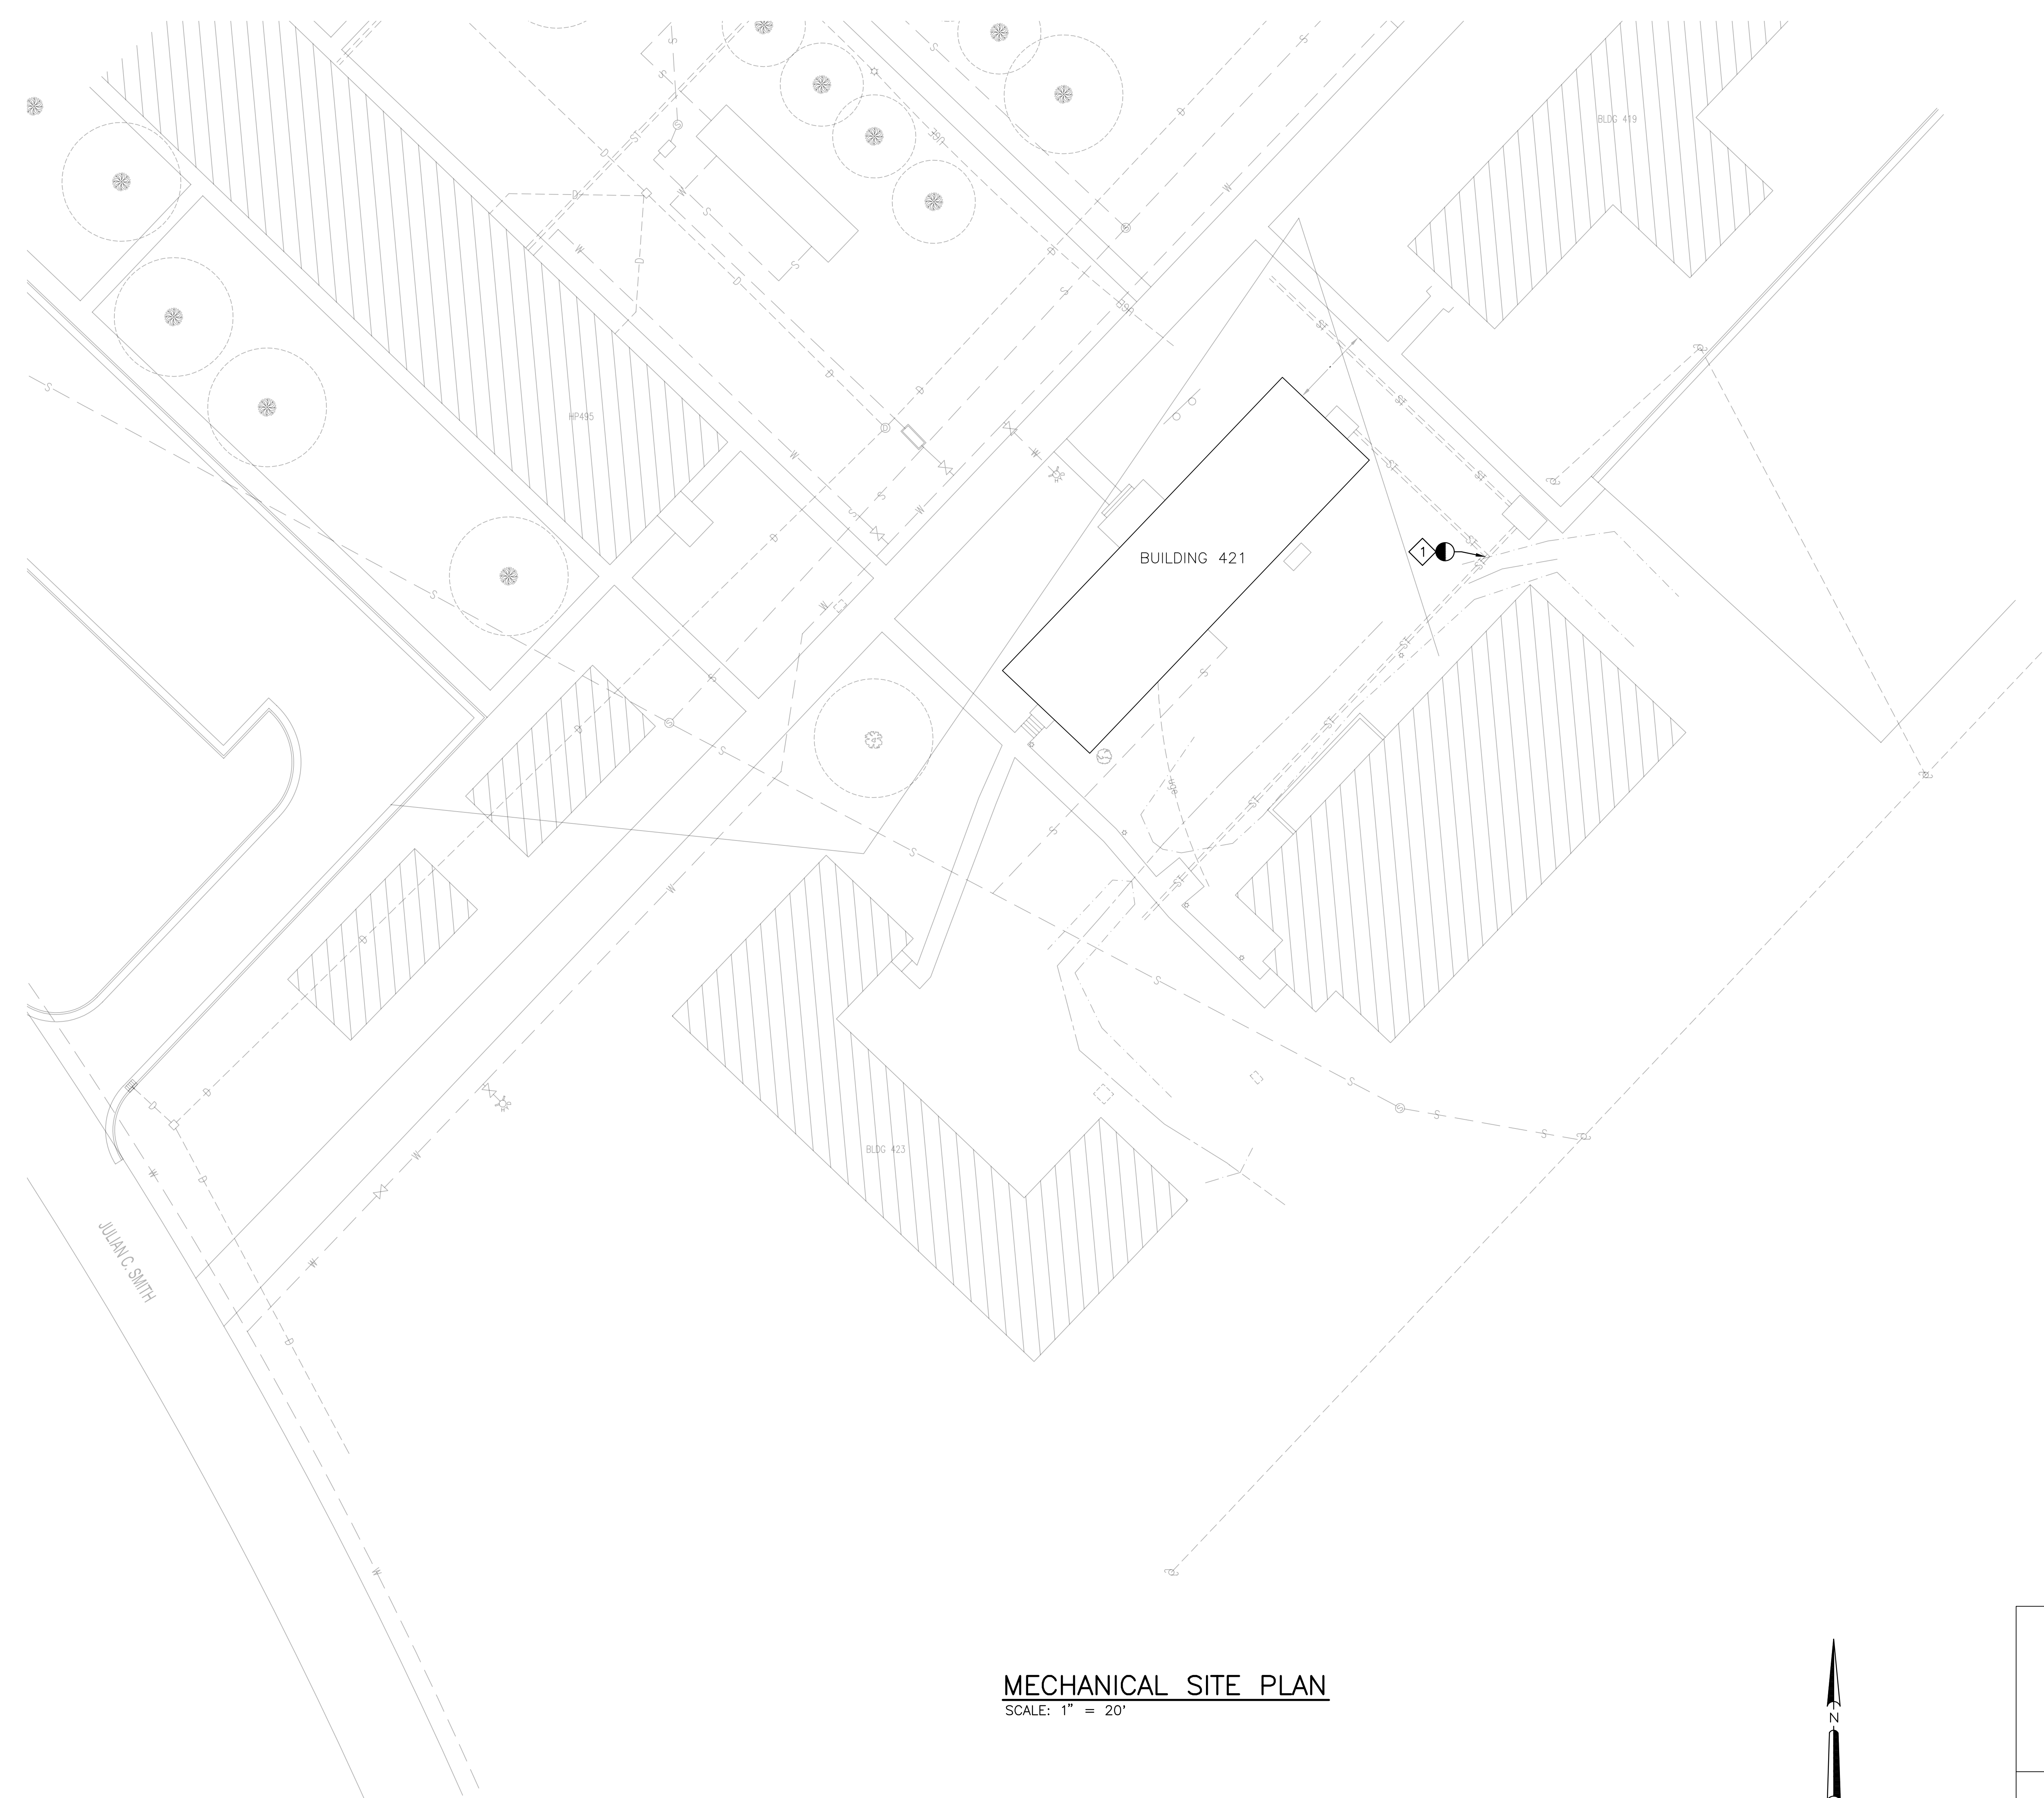 BLDG 419
HP495
BUILDING 421
1
BLDG 423
JULIAN C. SMITH
MECHANICAL SITE PLAN
SCALE: 1" = 20'
N